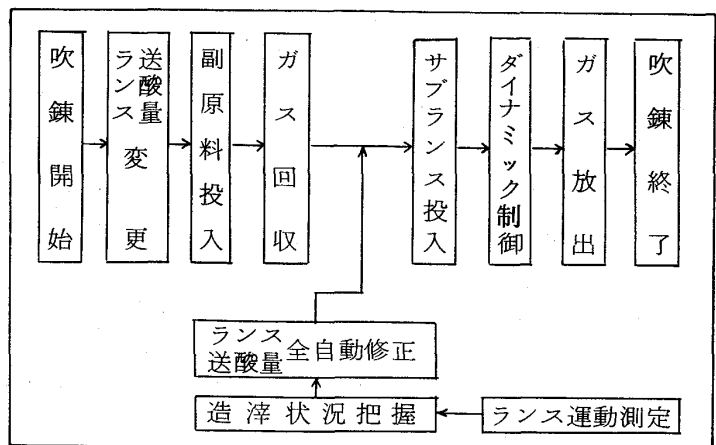 吹錬開始
送酸量
ランス
変更
副原料投入
ガス回収
サブランス投入
ダイナミック制御
ガス放出
吹錬終了
ランス
送酸量
全自動修正
造滓状況把握
ランス運動測定